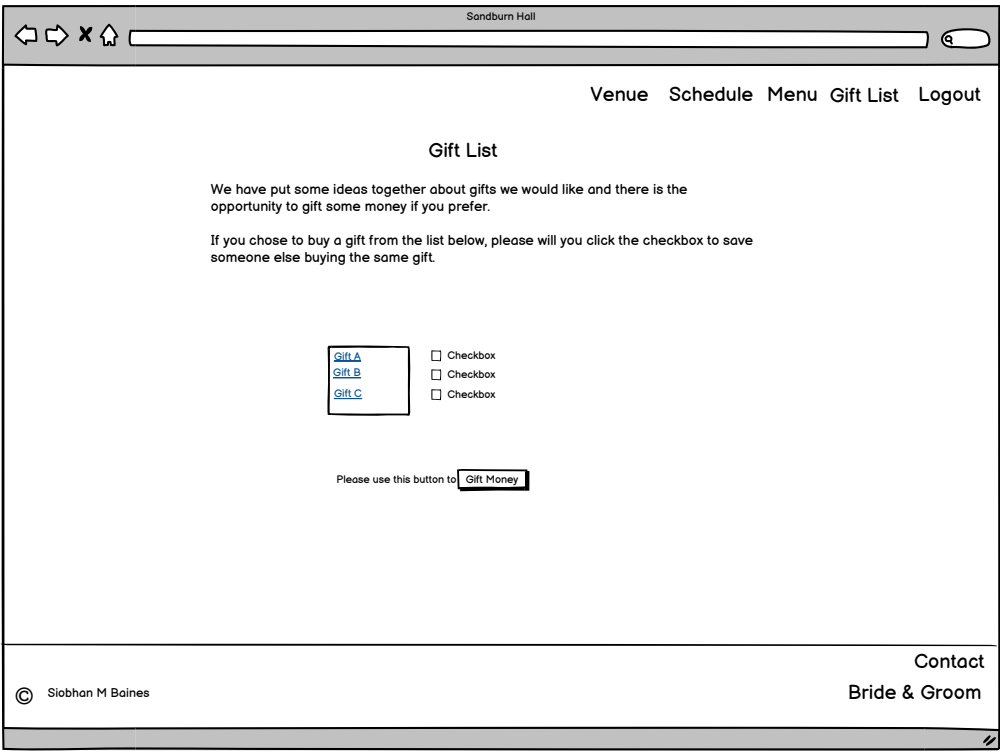 Sandburn Hall
Venue Schedule Menu Gift List Logout
Gift List
We have put some ideas together about gifts we would like and there is the
opportunity to gift some money if you prefer.
If you chose to buy a gift from the list below, please will you click the checkbox to save
someone else buying the same gift.
Gift A Checkbox
Gift B Checkbox
Gift C Checkbox
Please use this button to Gift Money
Contact
© Siobhan M Baines
Bride & Groom